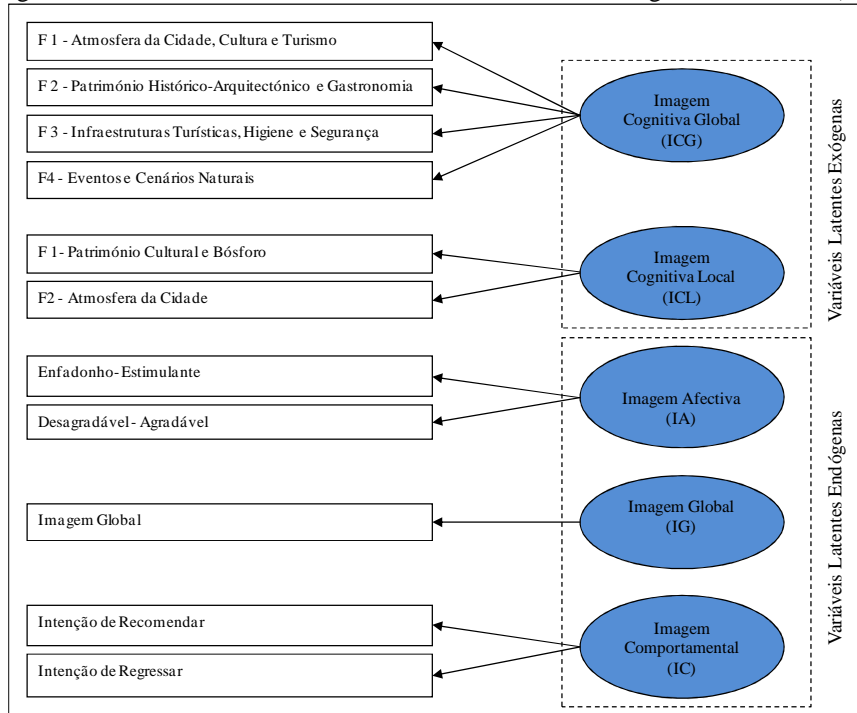 F 1 - Atmosfera da Cidade, Cultura e Turismo
F 2 - Património Histórico-Arquitectónico e Gastronomia
F 3 - Infraestruturas Turísticas, Higiene e Segurança
F4 - Eventos e Cenários Naturais
Imagem
Cognitiva Global
(ICG)
F 1- Património Cultural e Bósforo
F2 - Atmosfera da Cidade
Imagem
Cognitiva Local
(ICL)
Variáveis Latentes Exógenas
Enfadonho- Estimulante
Desagradável- Agradável
Imagem Afectiva
(IA)
Imagem Global
Imagem Global
(IG)
Intenção de Recomendar
Intenção de Regressar
Imagem
Comportamental
(IC)
Variáveis Latentes Endógenas